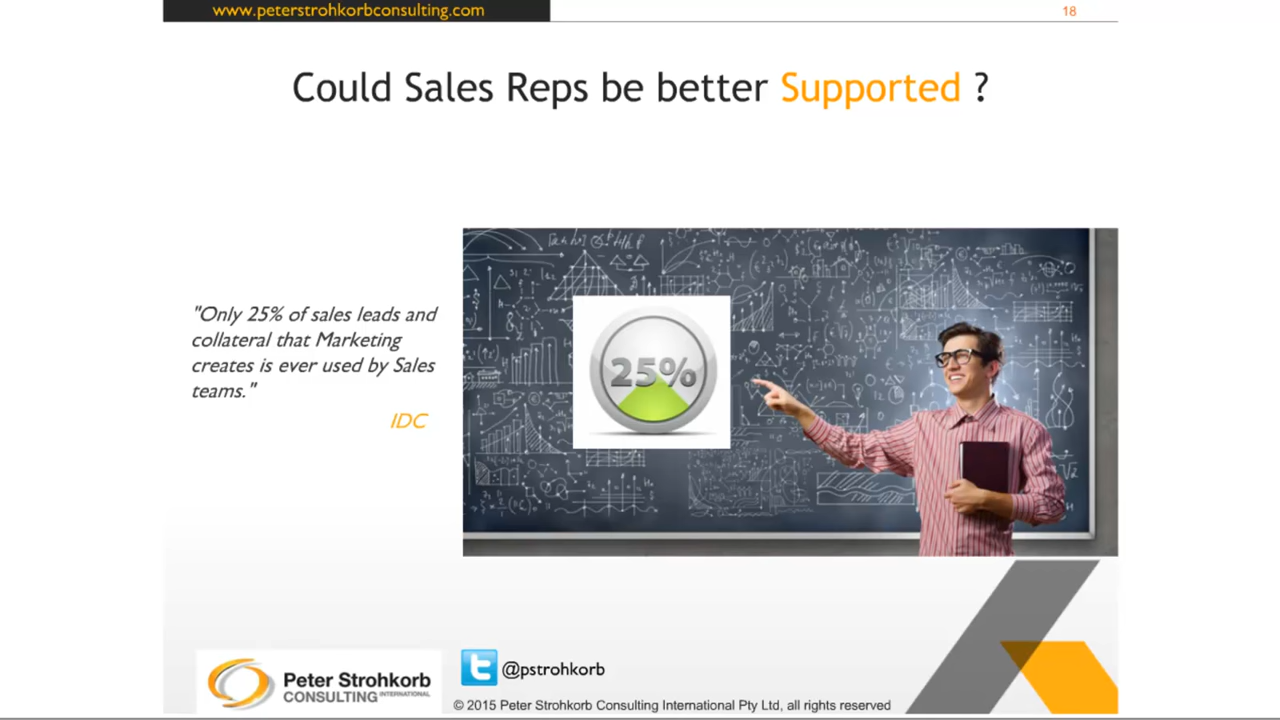 www.peterstrohkorbconsulting.com
18
Could Sales Reps be better Supported ?
"Only 25% of sales leads and
collateral that Marketing
creates is ever used by Sales
teams."
IDC
25%
Peter Strohkorb
CONSULTING INTERNATIONAL
@pstrohkorb
© 2015 Peter Strohkorb Consulting International Pty Ltd, all rights reserved